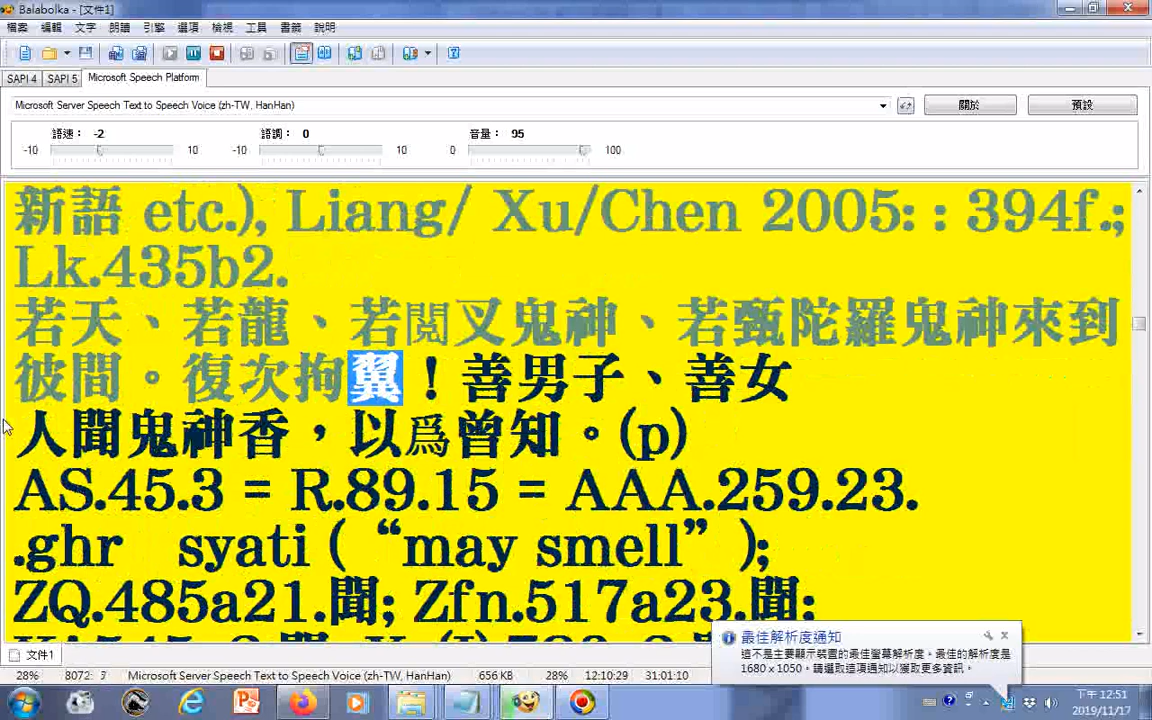 Balabolka - [文件1]
檔案 編輯 文字 朗讀 引擎 選項 檢視 工具 書籤 說明
SAPI 4 SAPI 5 Microsoft Speech Platform
Microsoft Server Speech Text to Speech Voice (zh-TW, HanHan) 關於 預設
語速： -2 語調： 0 音量： 95
-10 10 -10 10 0 100
新語 etc.), Liang/ Xu/Chen 2005: : 394f.;
Lk.435b2.
若天、若龍、若閲叉鬼神、若甄陀羅鬼神來到
彼間。復次拘翼！善男子、善女
人聞鬼神香，以爲曾知。(p)
AS.45.3 = R.89.15 = AAA.259.23.
.ghr syati (“may smell”);
ZQ.485a21.聞; Zfn.517a23.聞;
最佳解析度通知
這不是主要顯示裝置的最佳螢幕解析度。最佳的解析度是
1680 x 1050。請選取這項通知以獲取更多資訊。
文件1
28% Microsoft Server Speech Text to Speech Voice (zh-TW, HanHan) 656 KB 28% 12:10:29 31:01:10
下午 12:51
2019/11/17